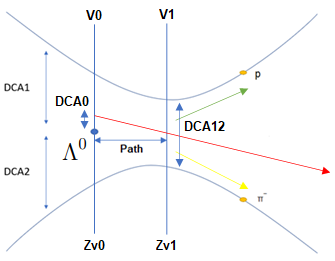 V0 V1
p
DCA1
DCA0
DCA12
Λ⁰
Path
DCA2
π⁻
Zv0 Zv1